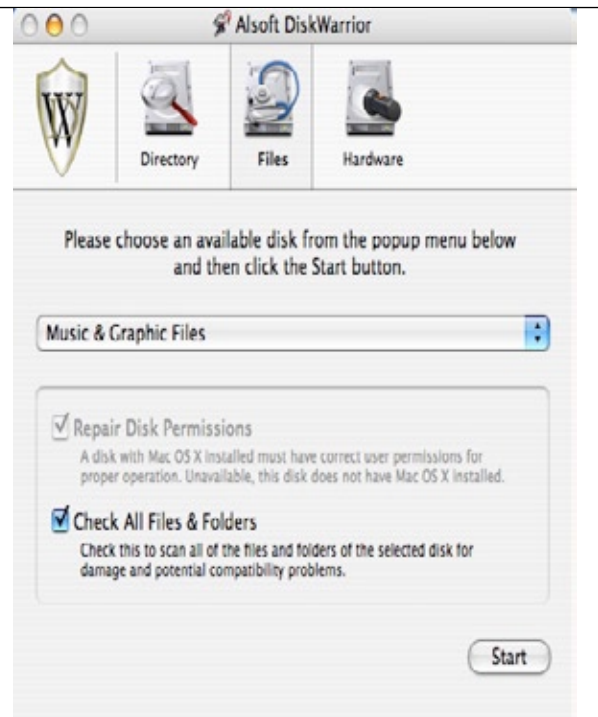 Alsoft DiskWarrior
W
Directory
Files
Hardware
Please choose an available disk from the popup menu below
and then click the Start button.
Music & Graphic Files
Repair Disk Permissions
A disk with Mac OS X installed must have correct user permissions for
proper operation. Unavailable, this disk does not have Mac OS X installed.
Check All Files & Folders
Check this to scan all of the files and folders of the selected disk for
damage and potential compatibility problems.
Start